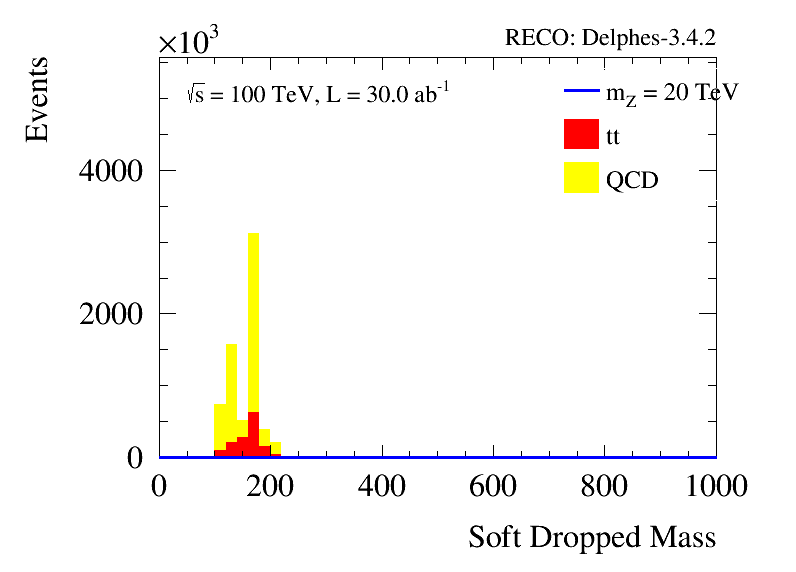 ×10³
RECO: Delphes-3.4.2
Events
√s = 100 TeV, L = 30.0 ab⁻¹
m_Z = 20 TeV
tt
QCD
4000
2000
0
0 200 400 600 800 1000
Soft Dropped Mass